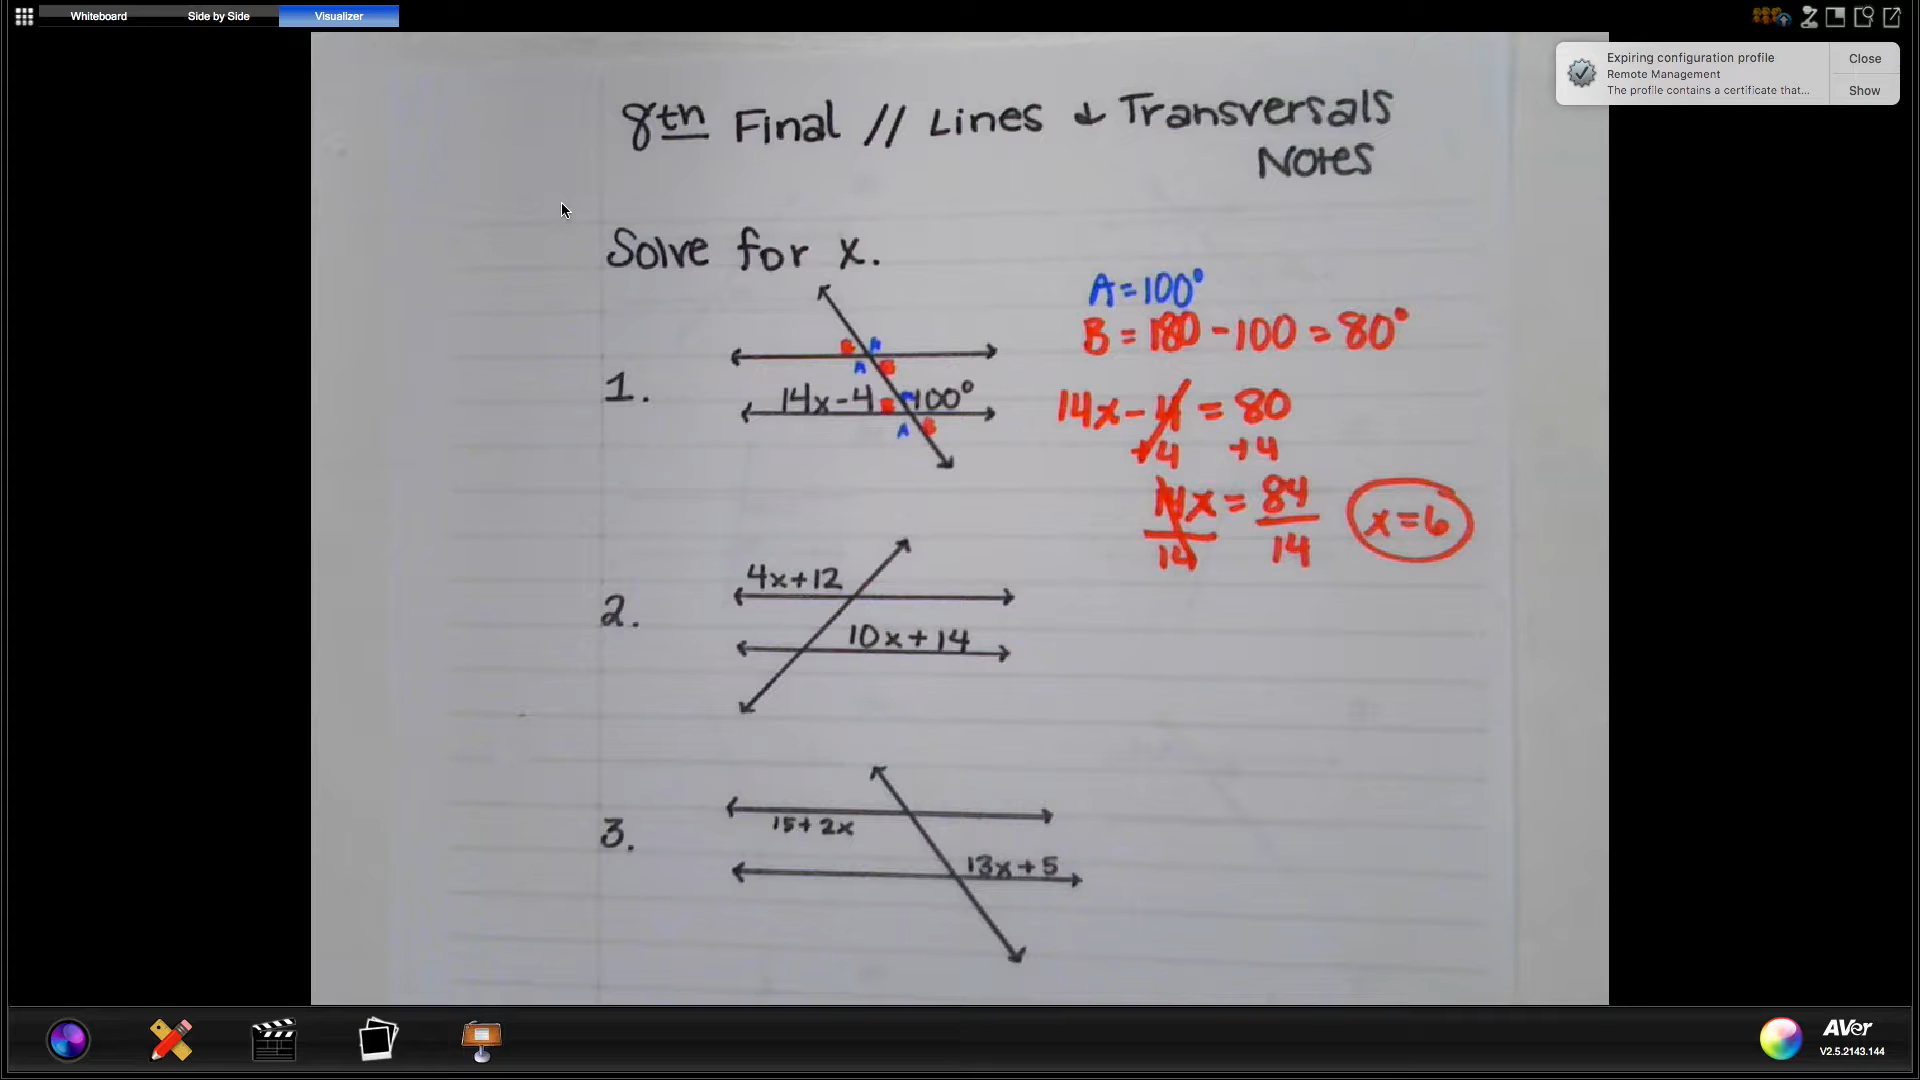 Whiteboard
Side by Side
Visualizer
Expiring configuration profile
Remote Management
The profile contains a certificate that...
Close
Show
8th Final // Lines & Transversals
Notes
Solve for x.
A=100°
B = 180 - 100 = 80°
1.
B A
A B
14x-4 B A 100°
A B
14x - 4 = 80
+4 +4
14x = 84
14 14
x=6
2.
4x+12
10x+14
3.
15+2x
13x+5
AVer
V2.5.2143.144